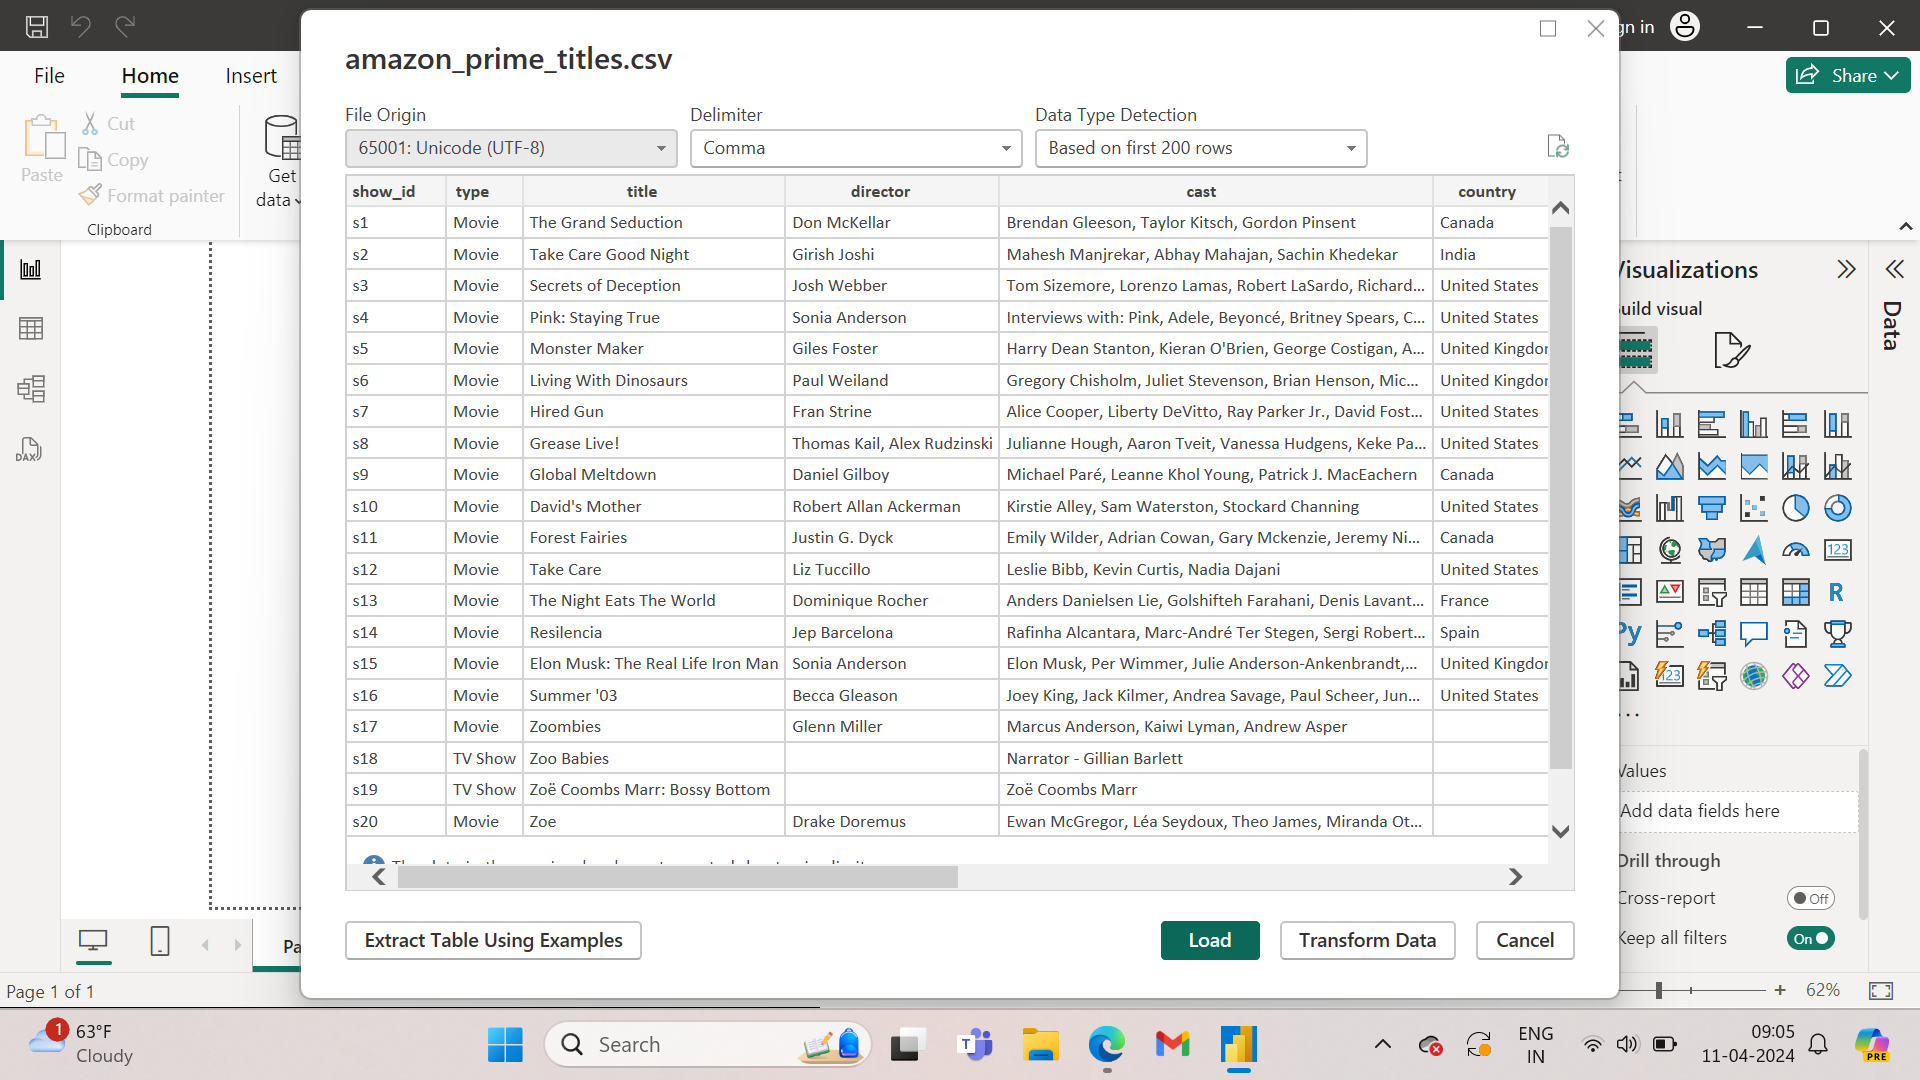 gn in
File
Home
Insert
Share
Cut
Copy
Paste
Format painter
Clipboard
Get
data
amazon_prime_titles.csv
File Origin
Delimiter
Data Type Detection
65001: Unicode (UTF-8)
Comma
Based on first 200 rows
show_id type title director cast country
s1 Movie The Grand Seduction Don McKellar Brendan Gleeson, Taylor Kitsch, Gordon Pinsent Canada
s2 Movie Take Care Good Night Girish Joshi Mahesh Manjrekar, Abhay Mahajan, Sachin Khedekar India
s3 Movie Secrets of Deception Josh Webber Tom Sizemore, Lorenzo Lamas, Robert LaSardo, Richard... United States
s4 Movie Pink: Staying True Sonia Anderson Interviews with: Pink, Adele, Beyoncé, Britney Spears, C... United States
s5 Movie Monster Maker Giles Foster Harry Dean Stanton, Kieran O'Brien, George Costigan, A... United Kingdor
s6 Movie Living With Dinosaurs Paul Weiland Gregory Chisholm, Juliet Stevenson, Brian Henson, Mic... United Kingdor
s7 Movie Hired Gun Fran Strine Alice Cooper, Liberty DeVitto, Ray Parker Jr., David Fost... United States
s8 Movie Grease Live! Thomas Kail, Alex Rudzinski Julianne Hough, Aaron Tveit, Vanessa Hudgens, Keke Pa... United States
s9 Movie Global Meltdown Daniel Gilboy Michael Paré, Leanne Khol Young, Patrick J. MacEachern Canada
s10 Movie David's Mother Robert Allan Ackerman Kirstie Alley, Sam Waterston, Stockard Channing United States
s11 Movie Forest Fairies Justin G. Dyck Emily Wilder, Adrian Cowan, Gary Mckenzie, Jeremy Ni... Canada
s12 Movie Take Care Liz Tuccillo Leslie Bibb, Kevin Curtis, Nadia Dajani United States
s13 Movie The Night Eats The World Dominique Rocher Anders Danielsen Lie, Golshifteh Farahani, Denis Lavant... France
s14 Movie Resilencia Jep Barcelona Rafinha Alcantara, Marc-André Ter Stegen, Sergi Robert... Spain
s15 Movie Elon Musk: The Real Life Iron Man Sonia Anderson Elon Musk, Per Wimmer, Julie Anderson-Ankenbrandt,... United Kingdor
s16 Movie Summer '03 Becca Gleason Joey King, Jack Kilmer, Andrea Savage, Paul Scheer, Jun... United States
s17 Movie Zoombies Glenn Miller Marcus Anderson, Kaiwi Lyman, Andrew Asper
s18 TV Show Zoo Babies Narrator - Gillian Barlett
s19 TV Show Zoë Coombs Marr: Bossy Bottom Zoë Coombs Marr
s20 Movie Zoe Drake Doremus Ewan McGregor, Léa Seydoux, Theo James, Miranda Ot...
Extract Table Using Examples
Load
Transform Data
Cancel
Visualizations
uild visual
Data
DAX
123
R
Py
123
Values
Add data fields here
Drill through
Cross-report
Off
Keep all filters
On
Pa
Page 1 of 1
62%
1
63°F
Cloudy
Search
T
ENG
IN
09:05
11-04-2024
PRE